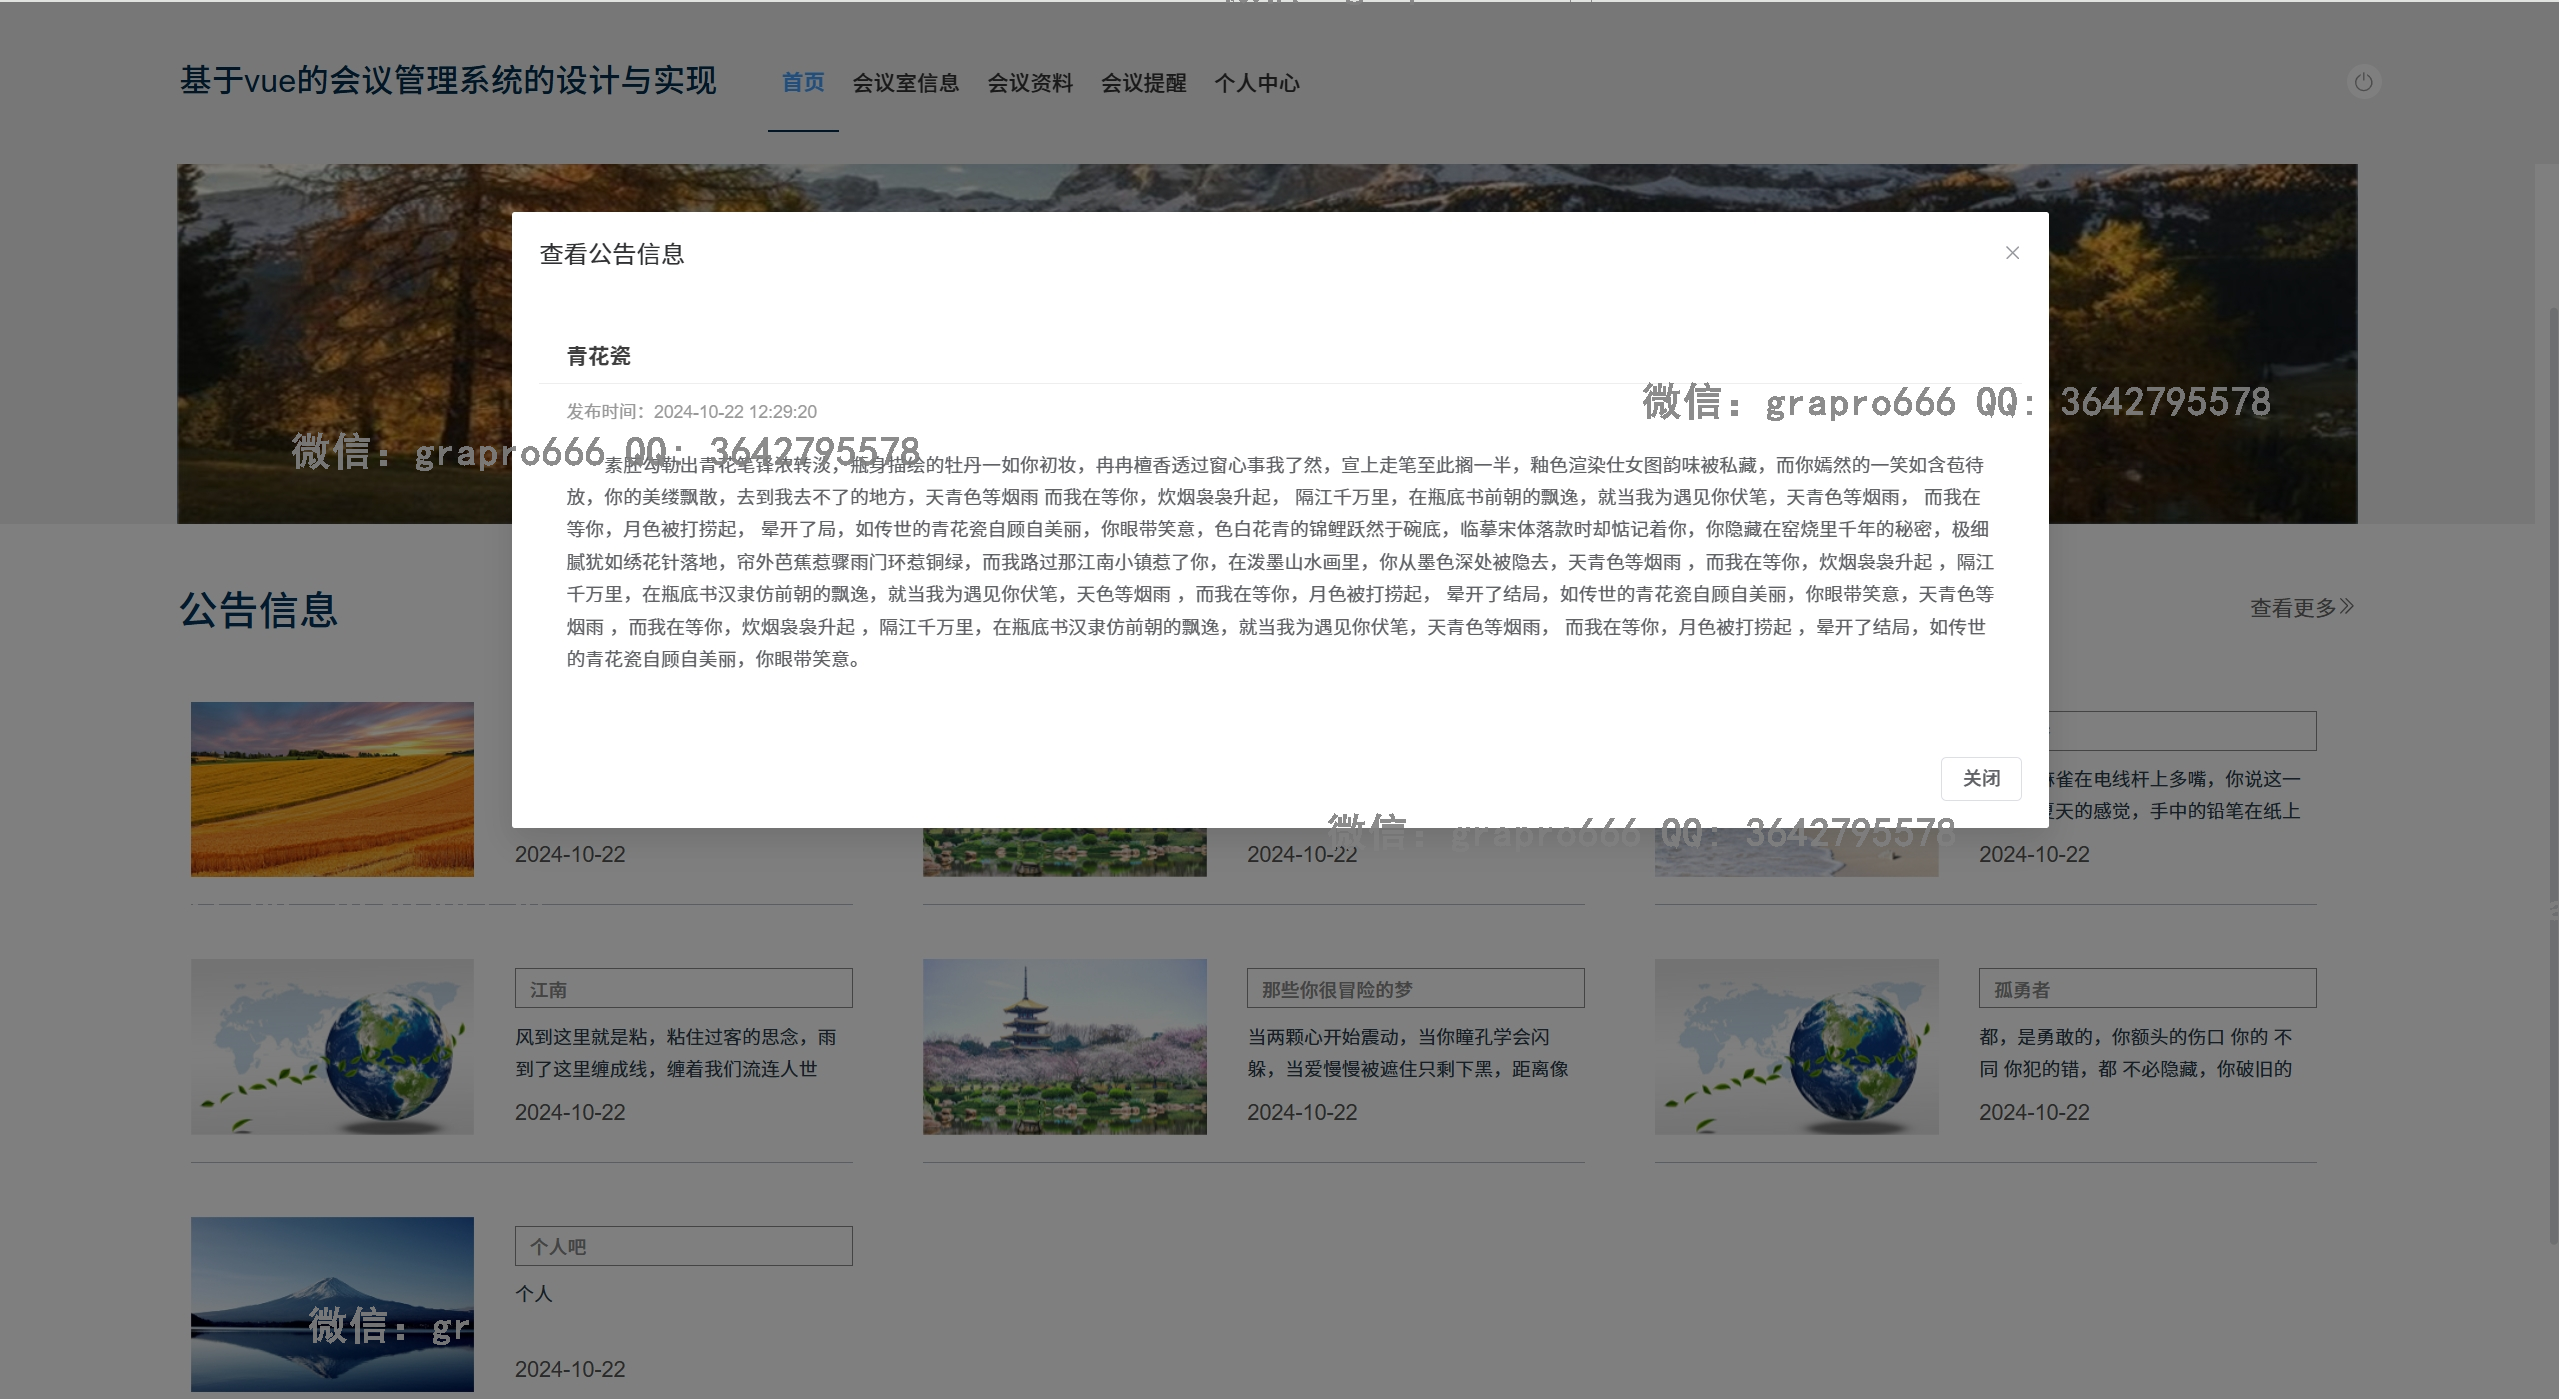 基于vue的会议管理系统的设计与实现
首页 会议室信息 会议资料 会议提醒 个人中心
查看公告信息
青花瓷
发布时间：2024-10-22 12:29:20
微信：grapro666 QQ：3642795578
微信：grapro666 QQ：3642795578
素胚勾勒出青花笔锋浓转淡，瓶身描绘的牡丹一如你初妆，冉冉檀香透过窗心事我了然，宣上走笔至此搁一半，釉色渲染仕女图韵味被私藏，而你嫣然的一笑如含苞待
放，你的美缕飘散，去到我去不了的地方，天青色等烟雨 而我在等你，炊烟袅袅升起， 隔江千万里，在瓶底书前朝的飘逸，就当我为遇见你伏笔，天青色等烟雨， 而我在
等你，月色被打捞起， 晕开了局，如传世的青花瓷自顾自美丽，你眼带笑意，色白花青的锦鲤跃然于碗底，临摹宋体落款时却惦记着你，你隐藏在窑烧里千年的秘密，极细
腻犹如绣花针落地，帘外芭蕉惹骤雨门环惹铜绿，而我路过那江南小镇惹了你，在泼墨山水画里，你从墨色深处被隐去，天青色等烟雨 ，而我在等你，炊烟袅袅升起 ，隔江
千万里，在瓶底书汉隶仿前朝的飘逸，就当我为遇见你伏笔，天色等烟雨 ，而我在等你，月色被打捞起， 晕开了结局，如传世的青花瓷自顾自美丽，你眼带笑意，天青色等
烟雨 ，而我在等你，炊烟袅袅升起 ，隔江千万里，在瓶底书汉隶仿前朝的飘逸，就当我为遇见你伏笔，天青色等烟雨， 而我在等你，月色被打捞起 ，晕开了结局，如传世
的青花瓷自顾自美丽，你眼带笑意。
关闭
公告信息
查看更多
雀在电线杆上多嘴，你说这一
天的感觉，手中的铅笔在纸上
微信：grapro666 QQ：3642795578
2024-10-22
2024-10-22
2024-10-22
江南
风到这里就是粘，粘住过客的思念，雨
到了这里缠成线，缠着我们流连人世
2024-10-22
那些你很冒险的梦
当两颗心开始震动，当你瞳孔学会闪
躲，当爱慢慢被遮住只剩下黑，距离像
2024-10-22
孤勇者
都，是勇敢的，你额头的伤口 你的 不
同 你犯的错，都 不必隐藏，你破旧的
2024-10-22
个人吧
个人
微信：gr
2024-10-22